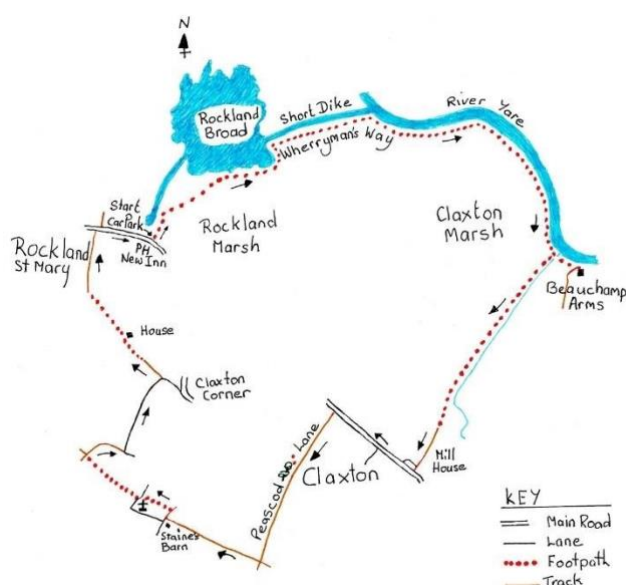 N
Rockland
Broad
Short Dike
River Yare
Wherryman's Way
Start
Car Park
PH
New Inn
Rockland
Marsh
Claxton
Marsh
Rockland
St Mary
Beauchamp
Arms
House
Claxton
Corner
Peascod Lane
Claxton
Mill
House
Staines
Barn
KEY
Main Road
Lane
Footpath
Track